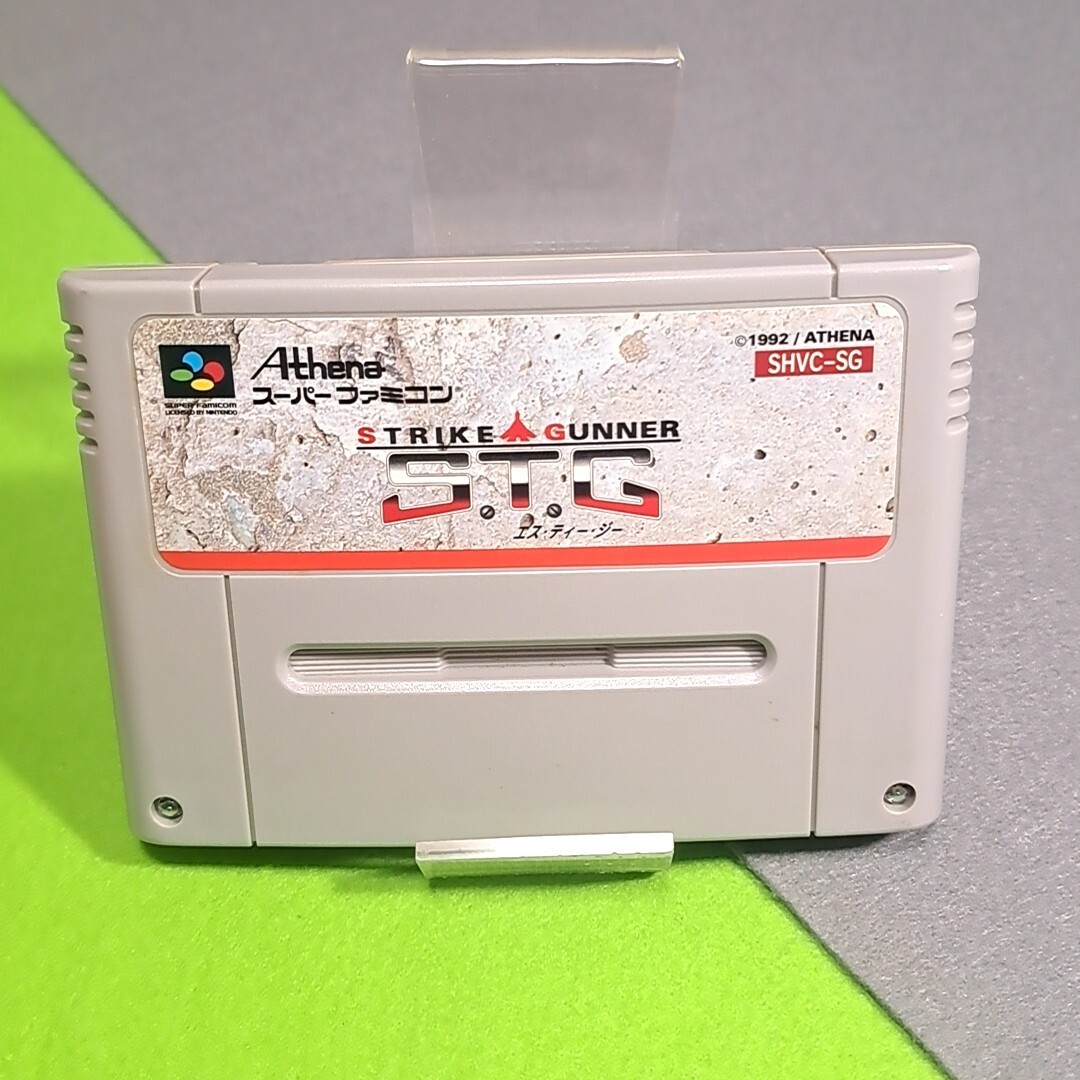 SUPER FAMICOM
LICENSED BY NINTENDO
Athena
スーパーファミコン
©1992 / ATHENA
SHVC-SG
STRIKE GUNNER
S.T.G
エス・ティー・ジー